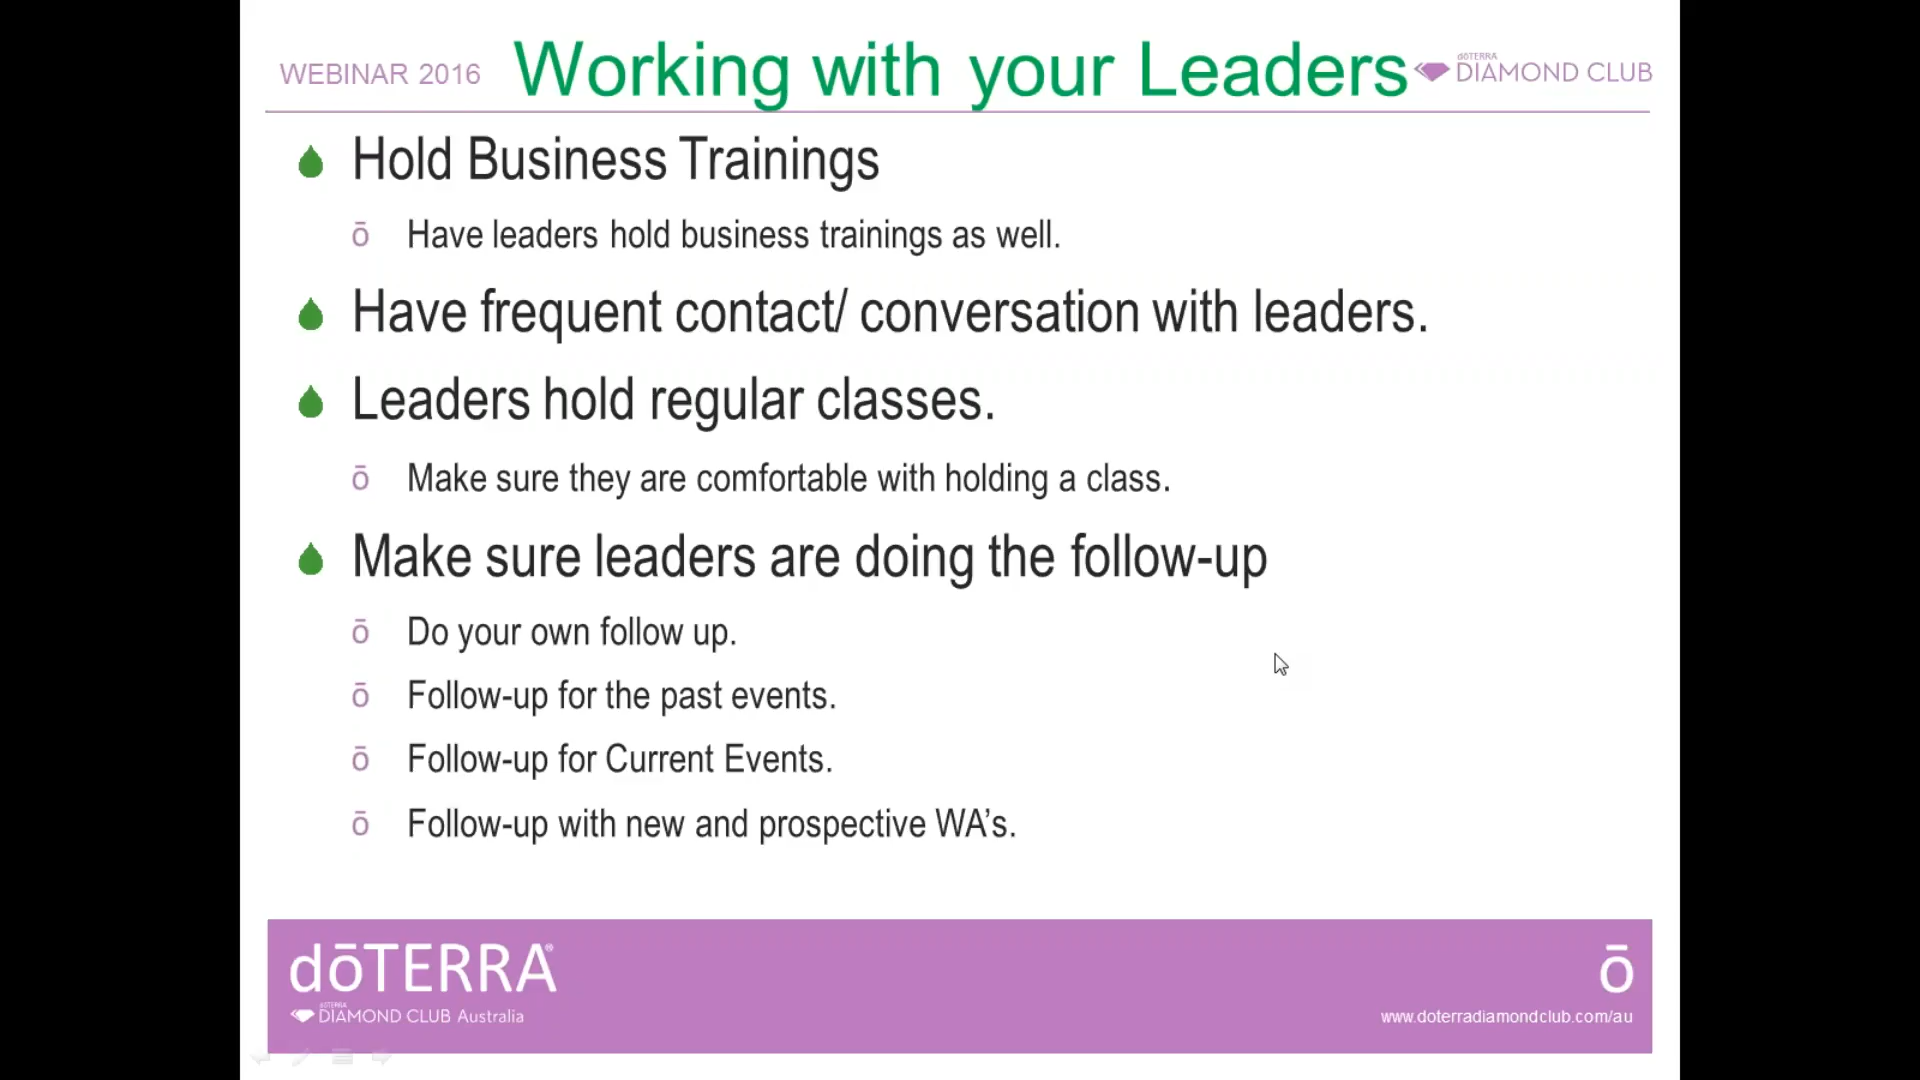 WEBINAR 2016
Working with your Leaders
dōTERRA
DIAMOND CLUB
Hold Business Trainings
ō Have leaders hold business trainings as well.
Have frequent contact/ conversation with leaders.
Leaders hold regular classes.
ō Make sure they are comfortable with holding a class.
Make sure leaders are doing the follow-up
ō Do your own follow up.
ō Follow-up for the past events.
ō Follow-up for Current Events.
ō Follow-up with new and prospective WA’s.
dōTERRA®
ō
dōTERRA
DIAMOND CLUB Australia
www.doterradiamondclub.com/au